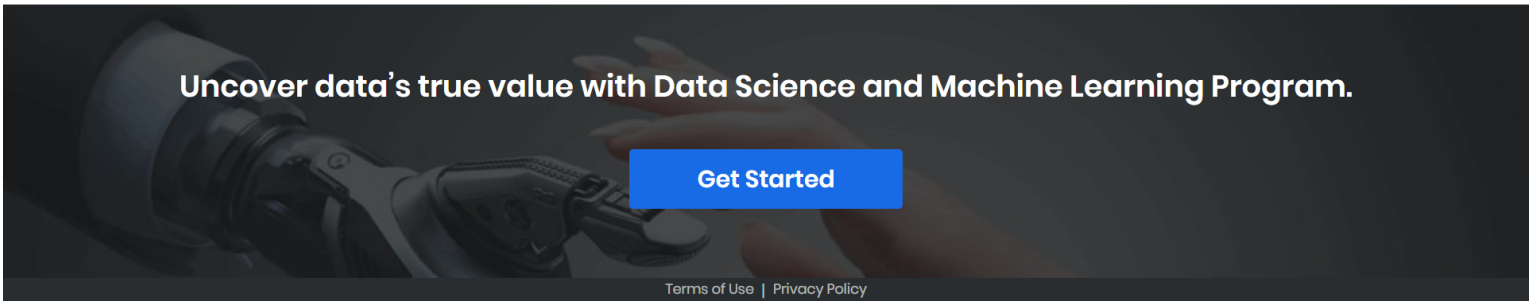 Uncover data’s true value with Data Science and Machine Learning Program.
Get Started
Terms of Use | Privacy Policy